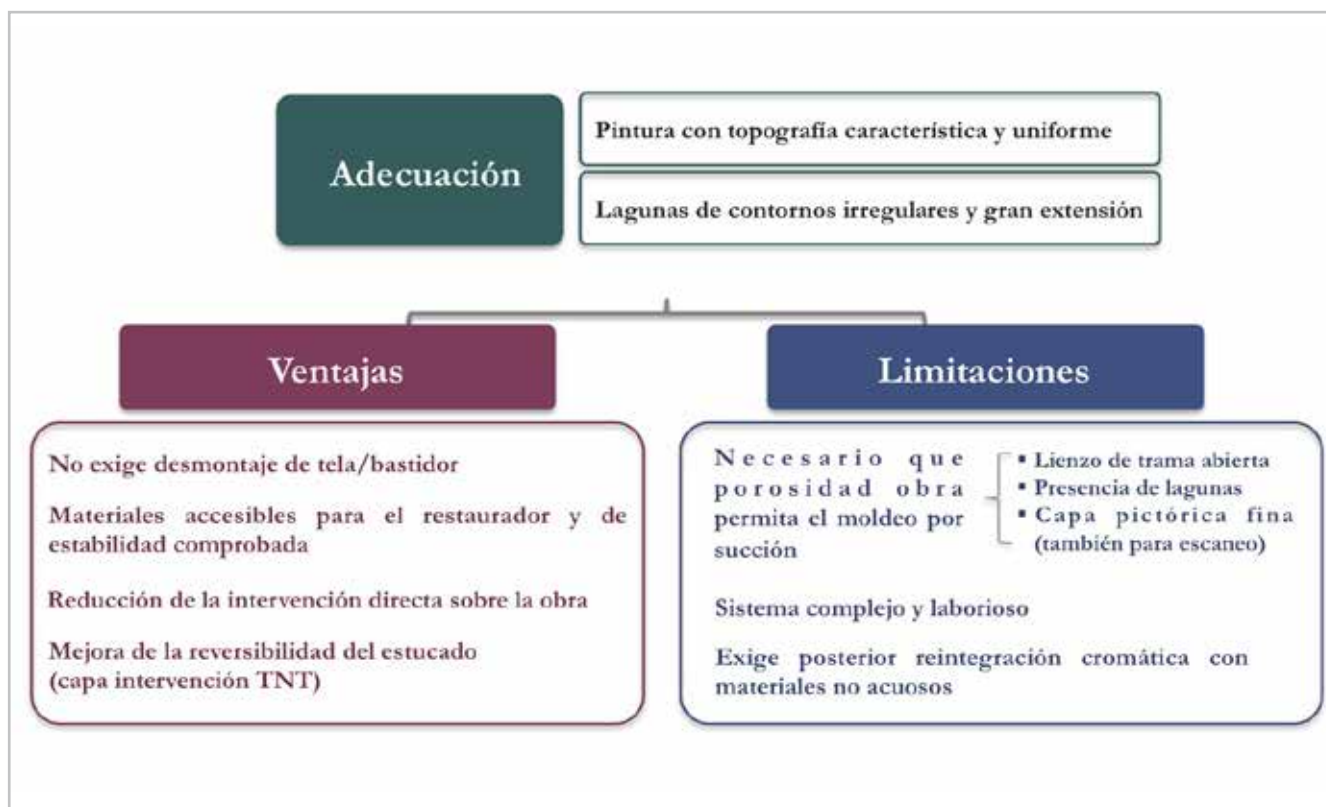 Adecuación
Pintura con topografía característica y uniforme
Lagunas de contornos irregulares y gran extensión
Ventajas
No exige desmontaje de tela/bastidor
Materiales accesibles para el restaurador y de
estabilidad comprobada
Reducción de la intervención directa sobre la obra
Mejora de la reversibilidad del estucado
(capa intervención TNT)
Limitaciones
Necesario que
porosidad obra
permita el moldeo por
succión
▪ Lienzo de trama abierta
▪ Presencia de lagunas
▪ Capa pictórica fina
(también para escaneo)
Sistema complejo y laborioso
Exige posterior reintegración cromática con
materiales no acuosos